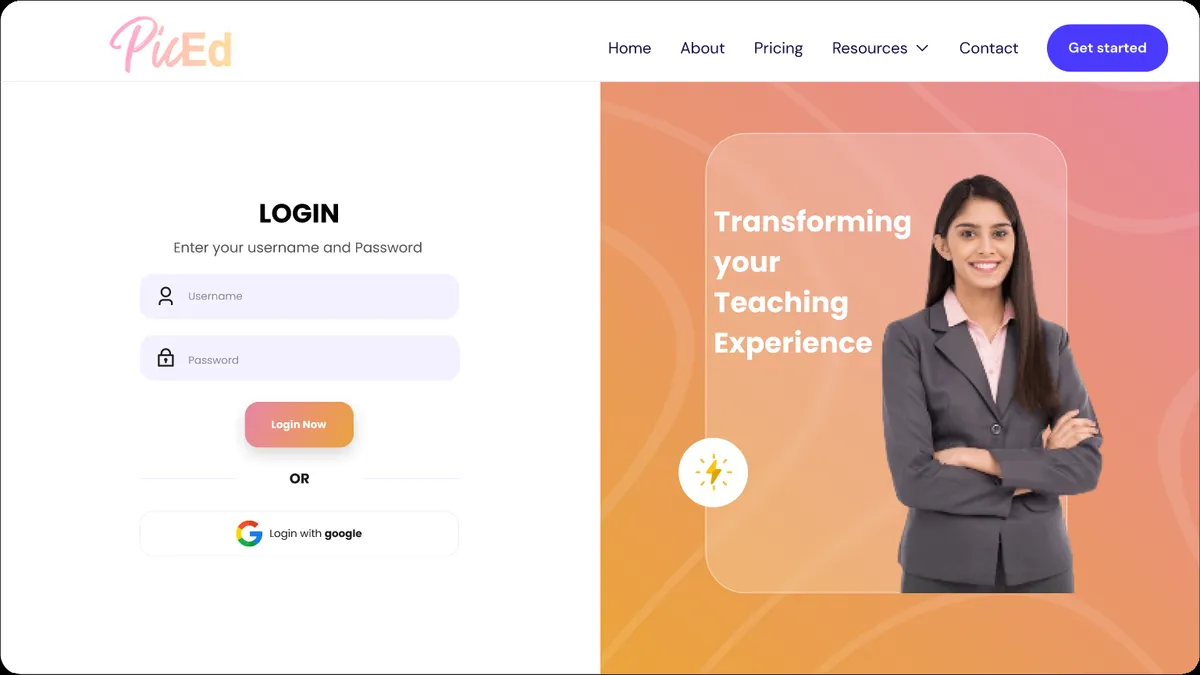 PicEd
Home
About
Pricing
Resources
Contact
Get started
LOGIN
Enter your username and Password
Username
Password
Login Now
OR
Login with google
Transforming
your
Teaching
Experience